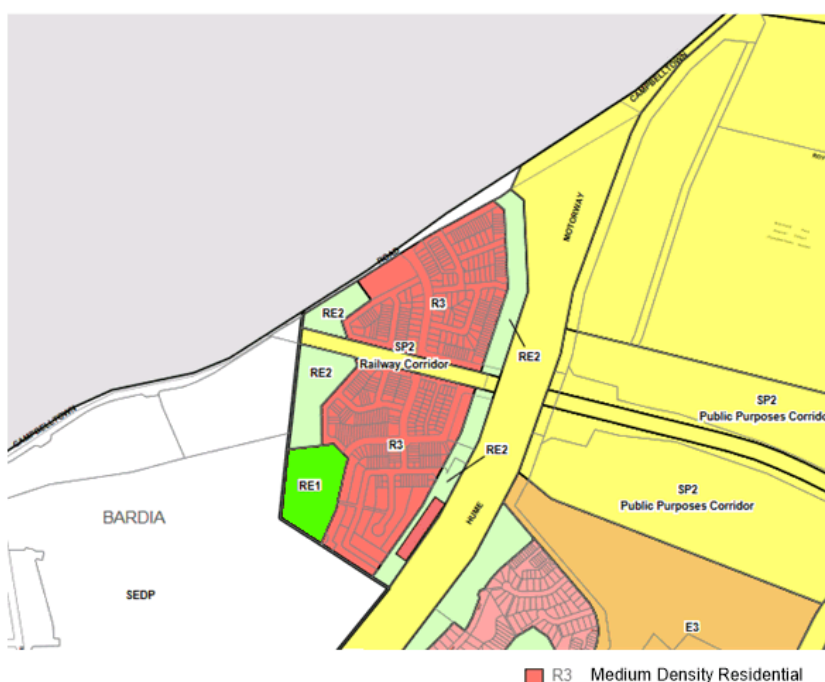 CAMPBELLTOWN
MOTORWAY
ROAD
RE2
R3
SP2
Railway Corridor
RE2
RE2
SP2
Public Purposes Corrido
R3
RE2
RE1
SP2
Public Purposes Corridor
HUME
CAMPBELLTOWN
BARDIA
SEDP
E3
R3 Medium Density Residential